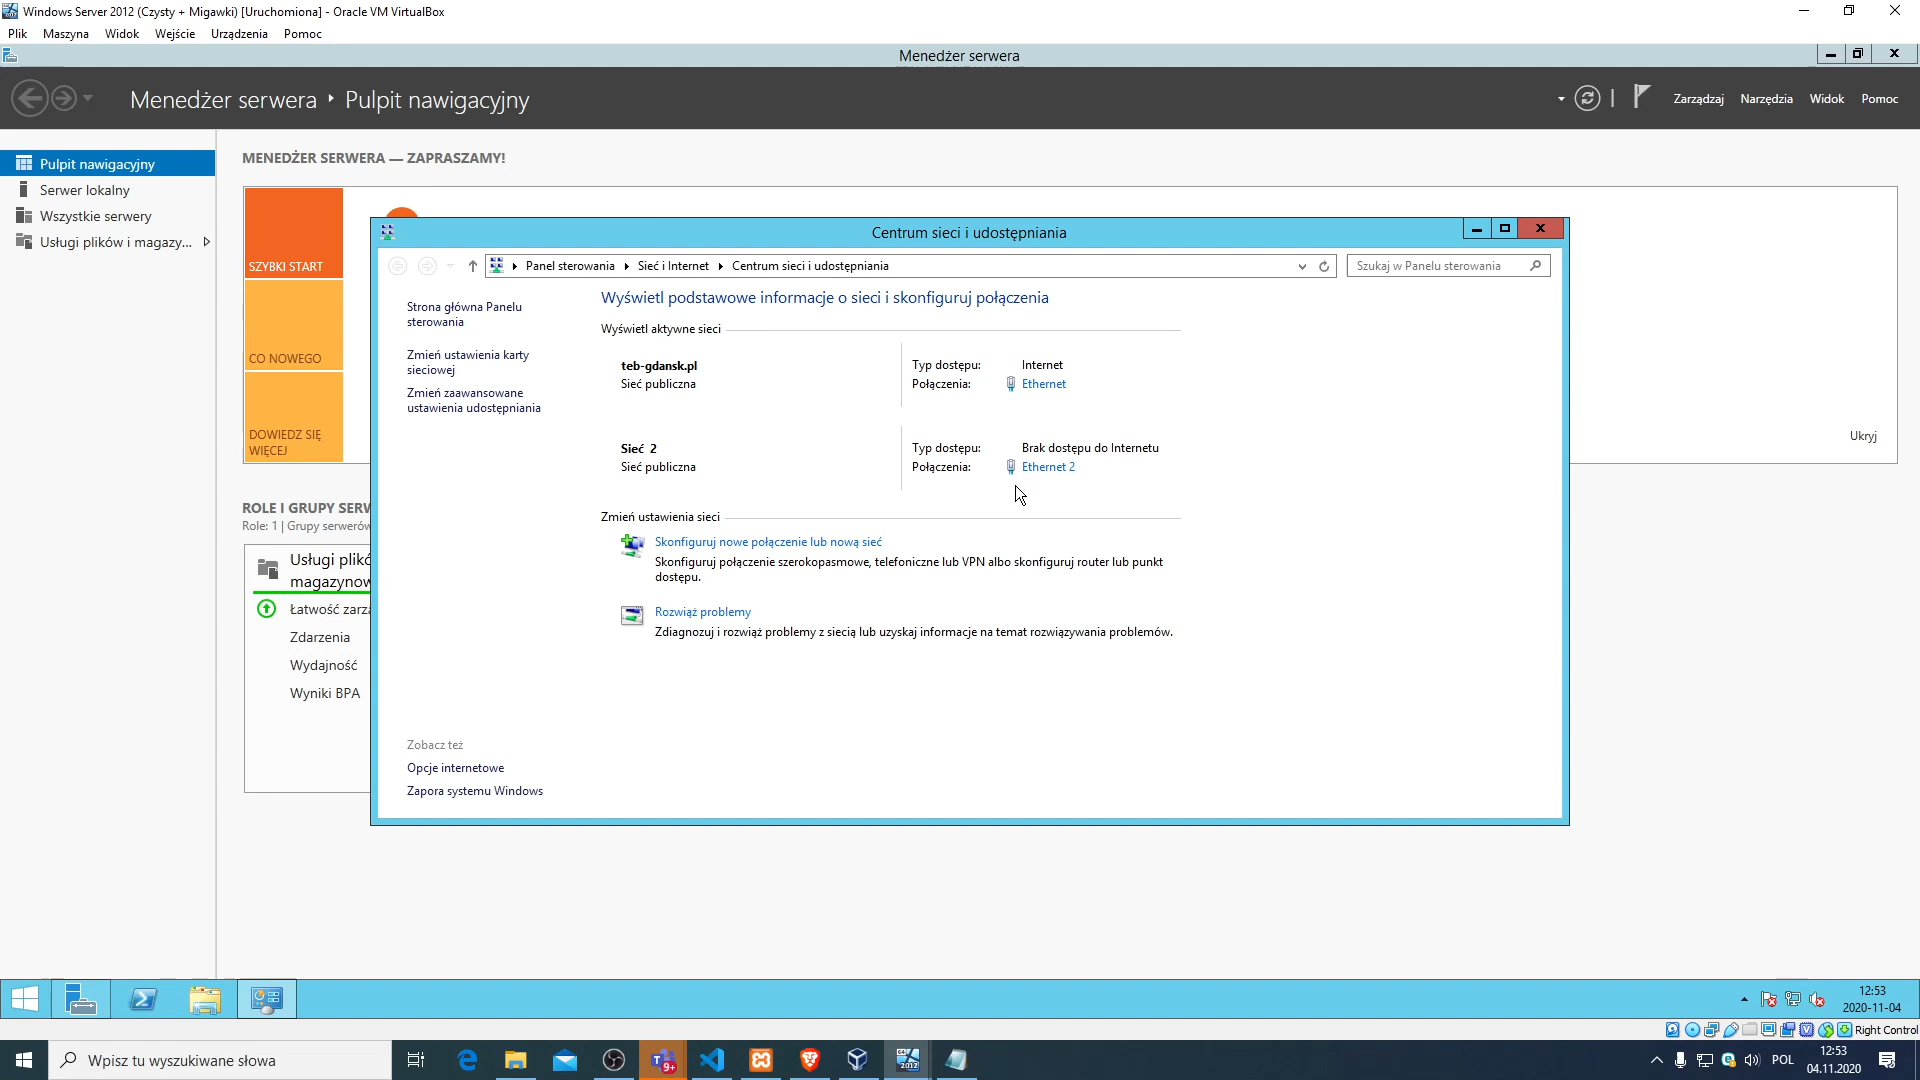 Windows Server 2012 (Czysty + Migawki) [Uruchomiona] - Oracle VM VirtualBox
Plik Maszyna Widok Wejście Urządzenia Pomoc
Menedżer serwera
Menedżer serwera ‣ Pulpit nawigacyjny
Zarządzaj Narzędzia Widok Pomoc
Pulpit nawigacyjny
Serwer lokalny
Wszystkie serwery
Usługi plików i magazy...
MENEDŻER SERWERA — ZAPRASZAMY!
SZYBKI START
CO NOWEGO
DOWIEDZ SIĘ
WIĘCEJ
Ukryj
ROLE I GRUPY SERW
Role: 1 | Grupy serwerów
Usługi plikó
magazynow
Łatwość zarzą
Zdarzenia
Wydajność
Wyniki BPA
Centrum sieci i udostępniania
Panel sterowania ▸ Sieć i Internet ▸ Centrum sieci i udostępniania
Szukaj w Panelu sterowania
Strona główna Panelu
sterowania
Zmień ustawienia karty
sieciowej
Zmień zaawansowane
ustawienia udostępniania
Wyświetl podstawowe informacje o sieci i skonfiguruj połączenia
Wyświetl aktywne sieci
teb-gdansk.pl
Sieć publiczna
Typ dostępu: Internet
Połączenia: Ethernet
Sieć 2
Sieć publiczna
Typ dostępu: Brak dostępu do Internetu
Połączenia: Ethernet 2
Zmień ustawienia sieci
Skonfiguruj nowe połączenie lub nową sieć
Skonfiguruj połączenie szerokopasmowe, telefoniczne lub VPN albo skonfiguruj router lub punkt
dostępu.
Rozwiąż problemy
Zdiagnozuj i rozwiąż problemy z siecią lub uzyskaj informacje na temat rozwiązywania problemów.
Zobacz też
Opcje internetowe
Zapora systemu Windows
12:53
2020-11-04
Right Control
Wpisz tu wyszukiwane słowa
9+
2012
POL
12:53
04.11.2020